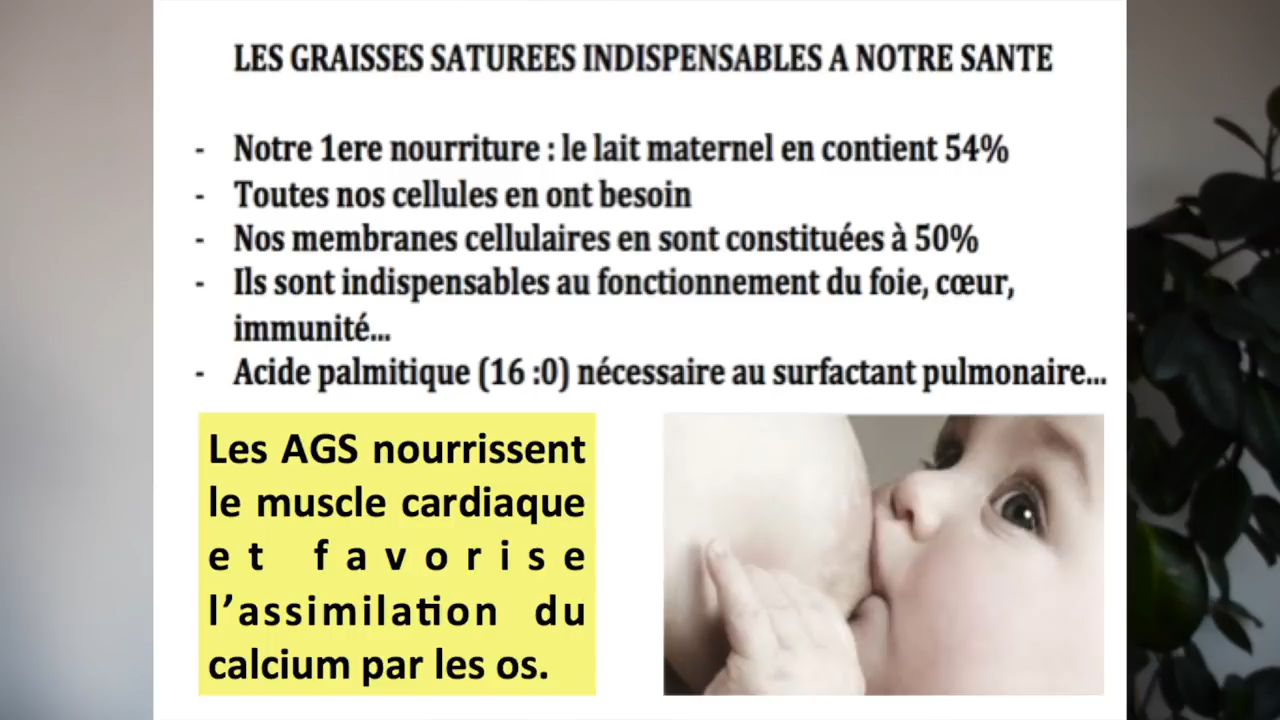 LES GRAISSES SATUREES INDISPENSABLES A NOTRE SANTE
- Notre 1ere nourriture : le lait maternel en contient 54%
- Toutes nos cellules en ont besoin
- Nos membranes cellulaires en sont constituées à 50%
- Ils sont indispensables au fonctionnement du foie, cœur,
immunité...
- Acide palmitique (16 :0) nécessaire au surfactant pulmonaire...
Les AGS nourrissent
le muscle cardiaque
et favorise
l’assimilation du
calcium par les os.